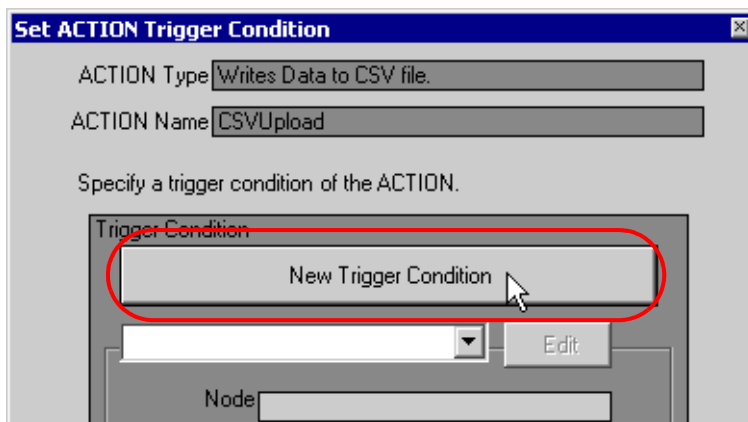 Set ACTION Trigger Condition
ACTION Type Writes Data to CSV file.
ACTION Name CSVUpload
Specify a trigger condition of the ACTION.
Trigger Condition
New Trigger Condition
Edit
Node